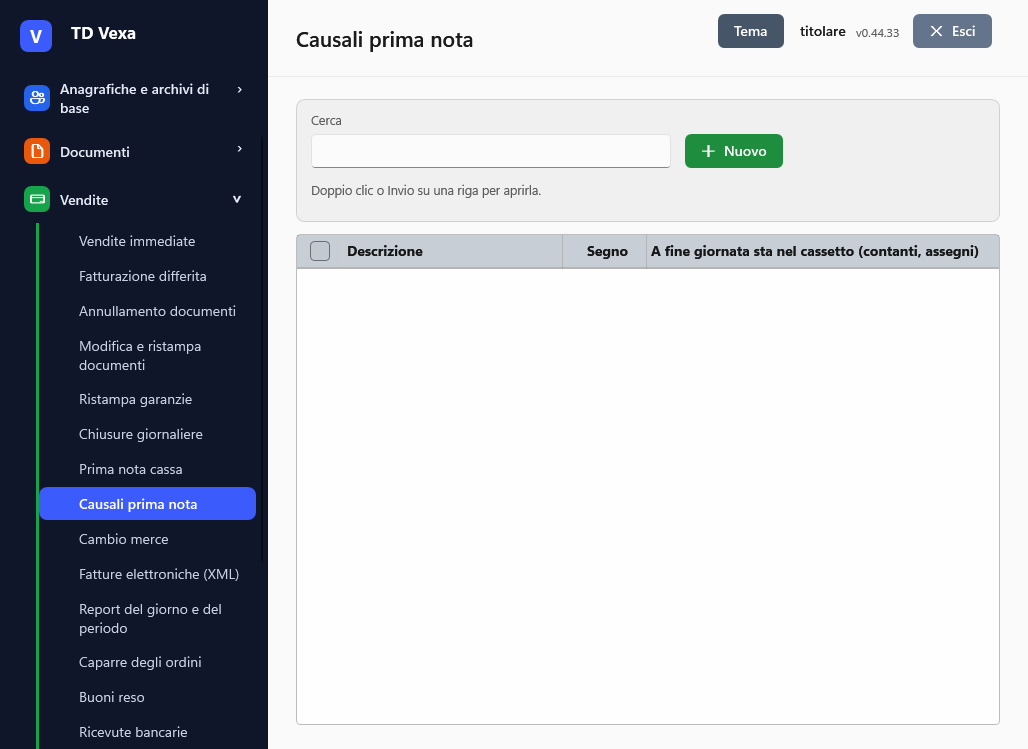 V
TD Vexa
Anagrafiche e archivi di
base
Documenti
Vendite
Vendite immediate
Fatturazione differita
Annullamento documenti
Modifica e ristampa
documenti
Ristampa garanzie
Chiusure giornaliere
Prima nota cassa
Causali prima nota
Cambio merce
Fatture elettroniche (XML)
Report del giorno e del
periodo
Caparre degli ordini
Buoni reso
Ricevute bancarie
Causali prima nota
Tema
titolare
v0.44.33
Esci
Cerca
Nuovo
Doppio clic o Invio su una riga per aprirla.
Descrizione
Segno
A fine giornata sta nel cassetto (contanti, assegni)